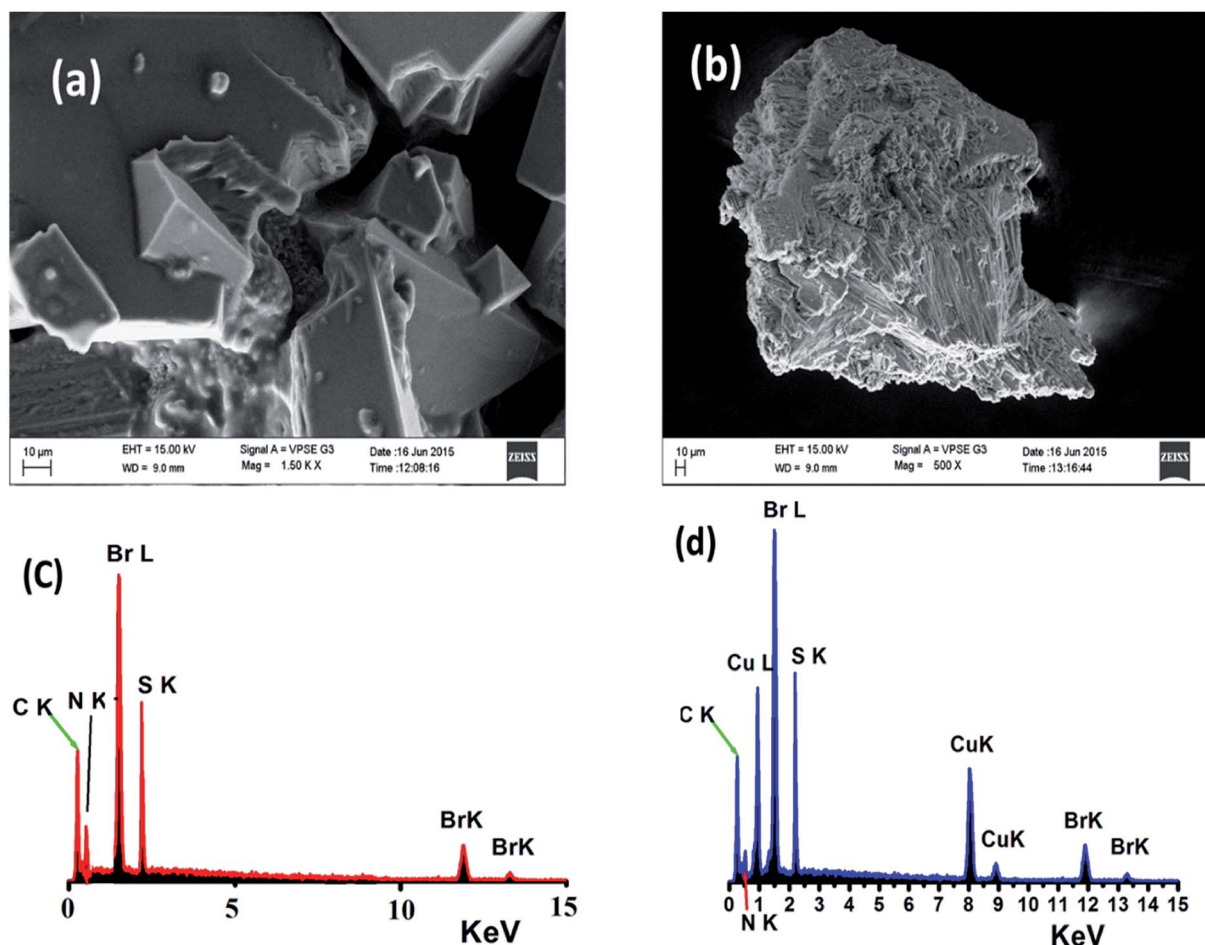 (a)
10 µm
EHT = 15.00 kV
WD = 9.0 mm
Signal A = VPSE G3
Mag = 1.50 K X
Date :16 Jun 2015
Time :12:08:16
ZEISS
(b)
10 µm
EHT = 15.00 kV
WD = 9.0 mm
Signal A = VPSE G3
Mag = 500 X
Date :16 Jun 2015
Time :13:16:44
ZEISS
(C)
Br L
S K
N K
C K
BrK
BrK
0 5 10 15
KeV
(d)
Br L
Cu L
S K
C K
CuK
CuK
BrK
BrK
0 1 2 3 4 5 6 7 8 9 10 11 12 13 14 15
N K
KeV